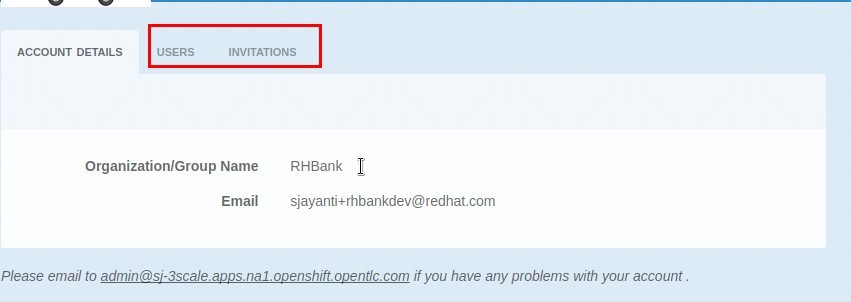 ACCOUNT DETAILS USERS INVITATIONS
Organization/Group Name RHBank
Email sjayanti+rhbankdev@redhat.com
Please email to admin@sj-3scale.apps.na1.openshift.opentlc.com if you have any problems with your account .